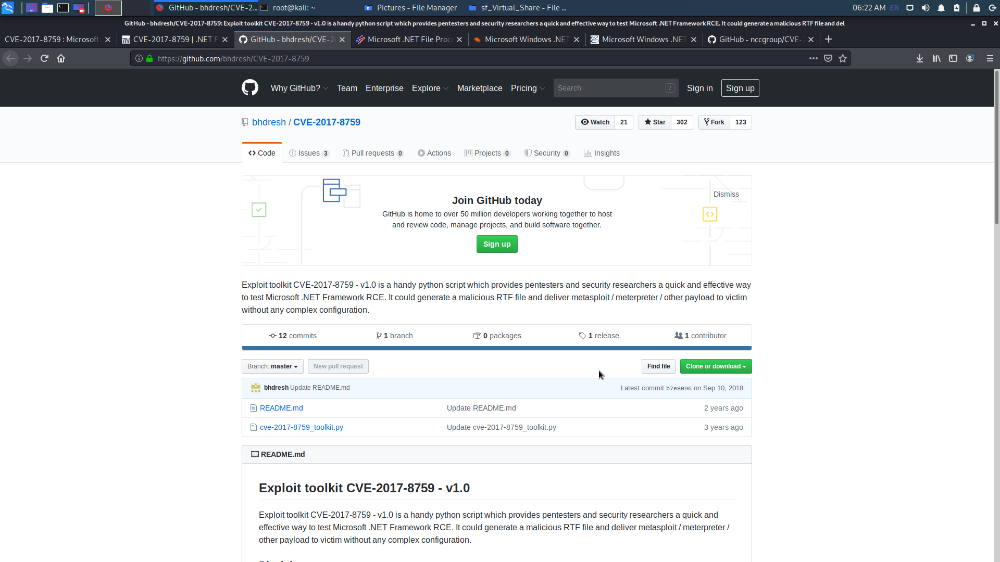 GitHub - bhdresh/CVE-2...
root@kali: ~
Pictures - File Manager
sf_Virtual_Share - File ...
06:22 AM EN
GitHub - bhdresh/CVE-2017-8759: Exploit toolkit CVE-2017-8759 - v1.0 is a handy python script which provides pentesters and security researchers a quick and effective way to test Microsoft .NET Framework RCE. It could generate a malicious RTF file and del
CVE-2017-8759 : Microsoft
TN CVE-2017-8759 | .NET F
GitHub - bhdresh/CVE-20
Microsoft .NET File Proc
Microsoft Windows .NET
Microsoft Windows .NET
GitHub - nccgroup/CVE-2
https://github.com/bhdresh/CVE-2017-8759
Why GitHub? Team Enterprise Explore Marketplace Pricing Search / Sign in Sign up
bhdresh / CVE-2017-8759
Watch 21 Star 302 Fork 123
Code Issues 3 Pull requests 0 Actions Projects 0 Security 0 Insights
Dismiss
Join GitHub today
GitHub is home to over 50 million developers working together to host
and review code, manage projects, and build software together.
Sign up
Exploit toolkit CVE-2017-8759 - v1.0 is a handy python script which provides pentesters and security researchers a quick and effective way
to test Microsoft .NET Framework RCE. It could generate a malicious RTF file and deliver metasploit / meterpreter / other payload to victim
without any complex configuration.
12 commits 1 branch 0 packages 1 release 1 contributor
Branch: master New pull request Find file Clone or download
bhdresh Update README.md Latest commit b7e8096 on Sep 10, 2018
README.md Update README.md 2 years ago
cve-2017-8759_toolkit.py Update cve-2017-8759_toolkit.py 3 years ago
README.md
Exploit toolkit CVE-2017-8759 - v1.0
Exploit toolkit CVE-2017-8759 - v1.0 is a handy python script which provides pentesters and security researchers a quick and
effective way to test Microsoft .NET Framework RCE. It could generate a malicious RTF file and deliver metasploit / meterpreter /
other payload to victim without any complex configuration.